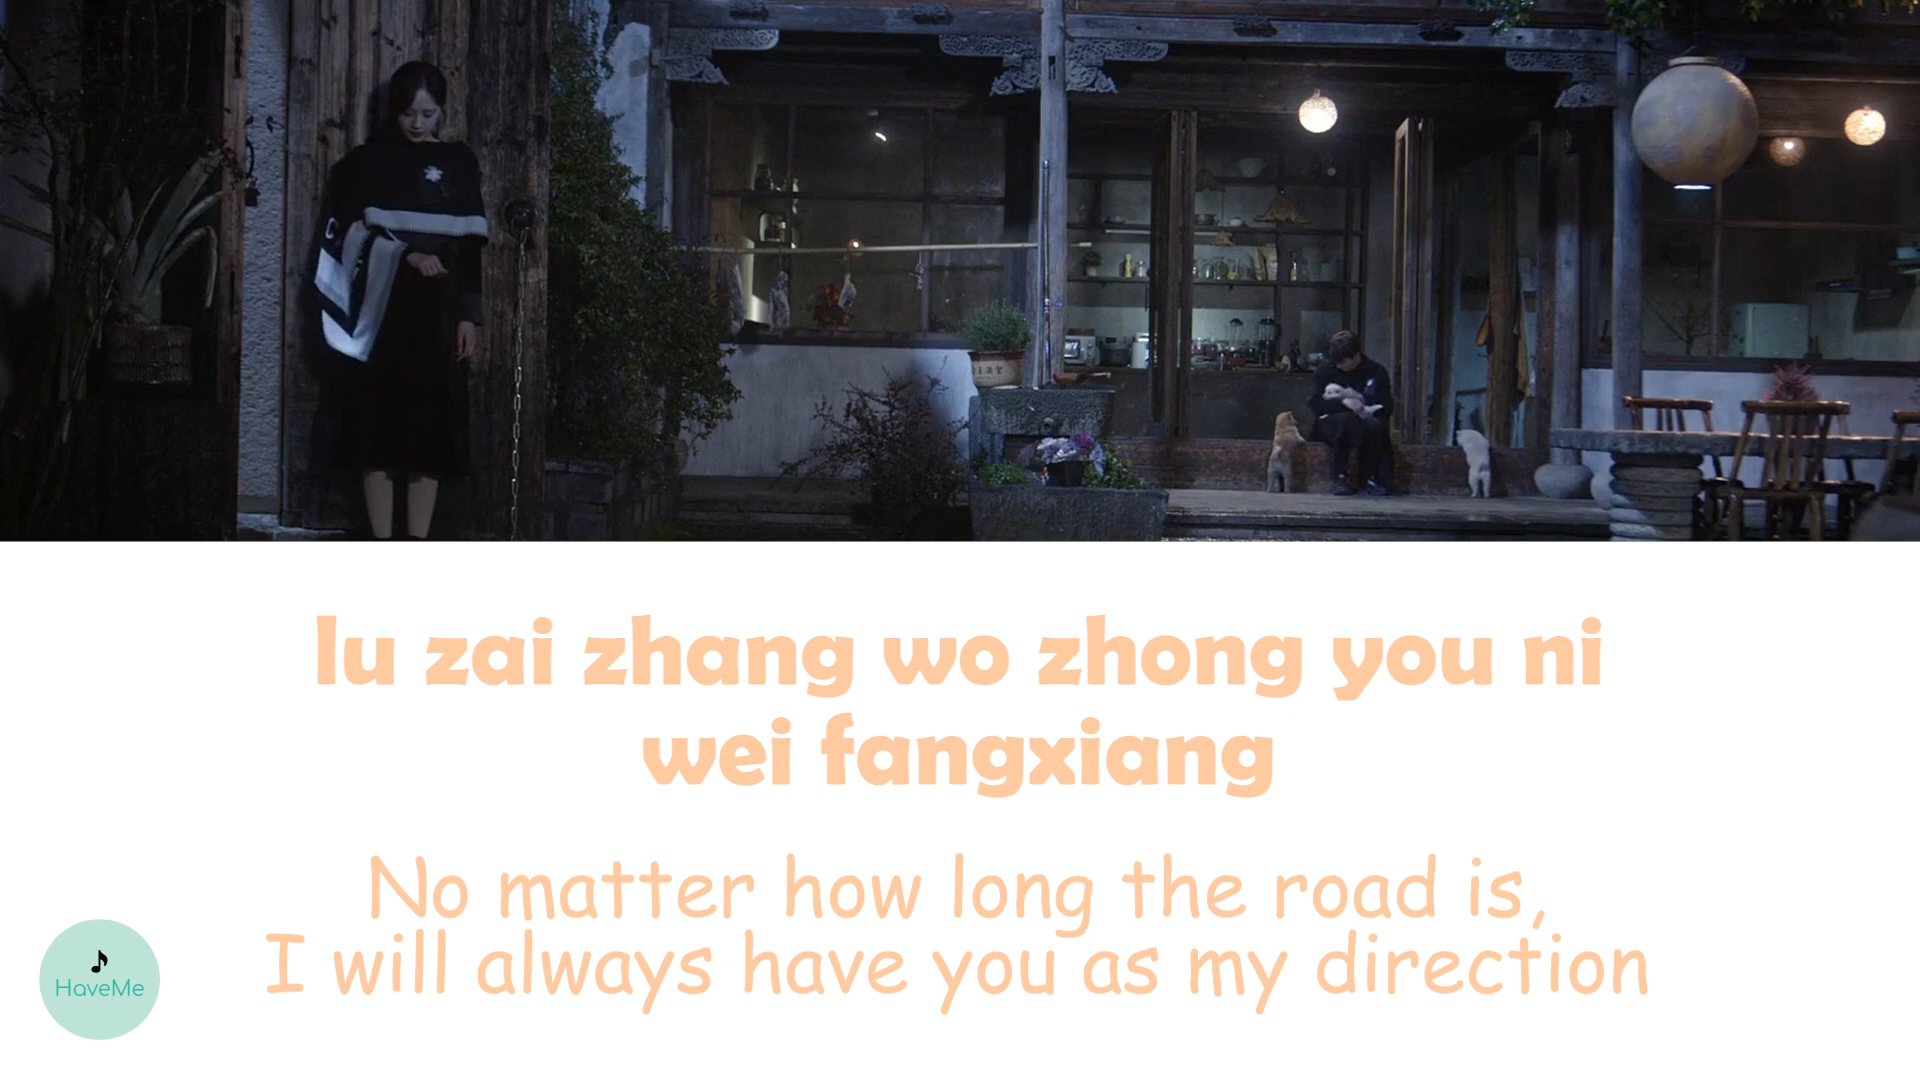 lu zai zhang wo zhong you ni
wei fangxiang
No matter how long the road is,
I will always have you as my direction
HaveMe